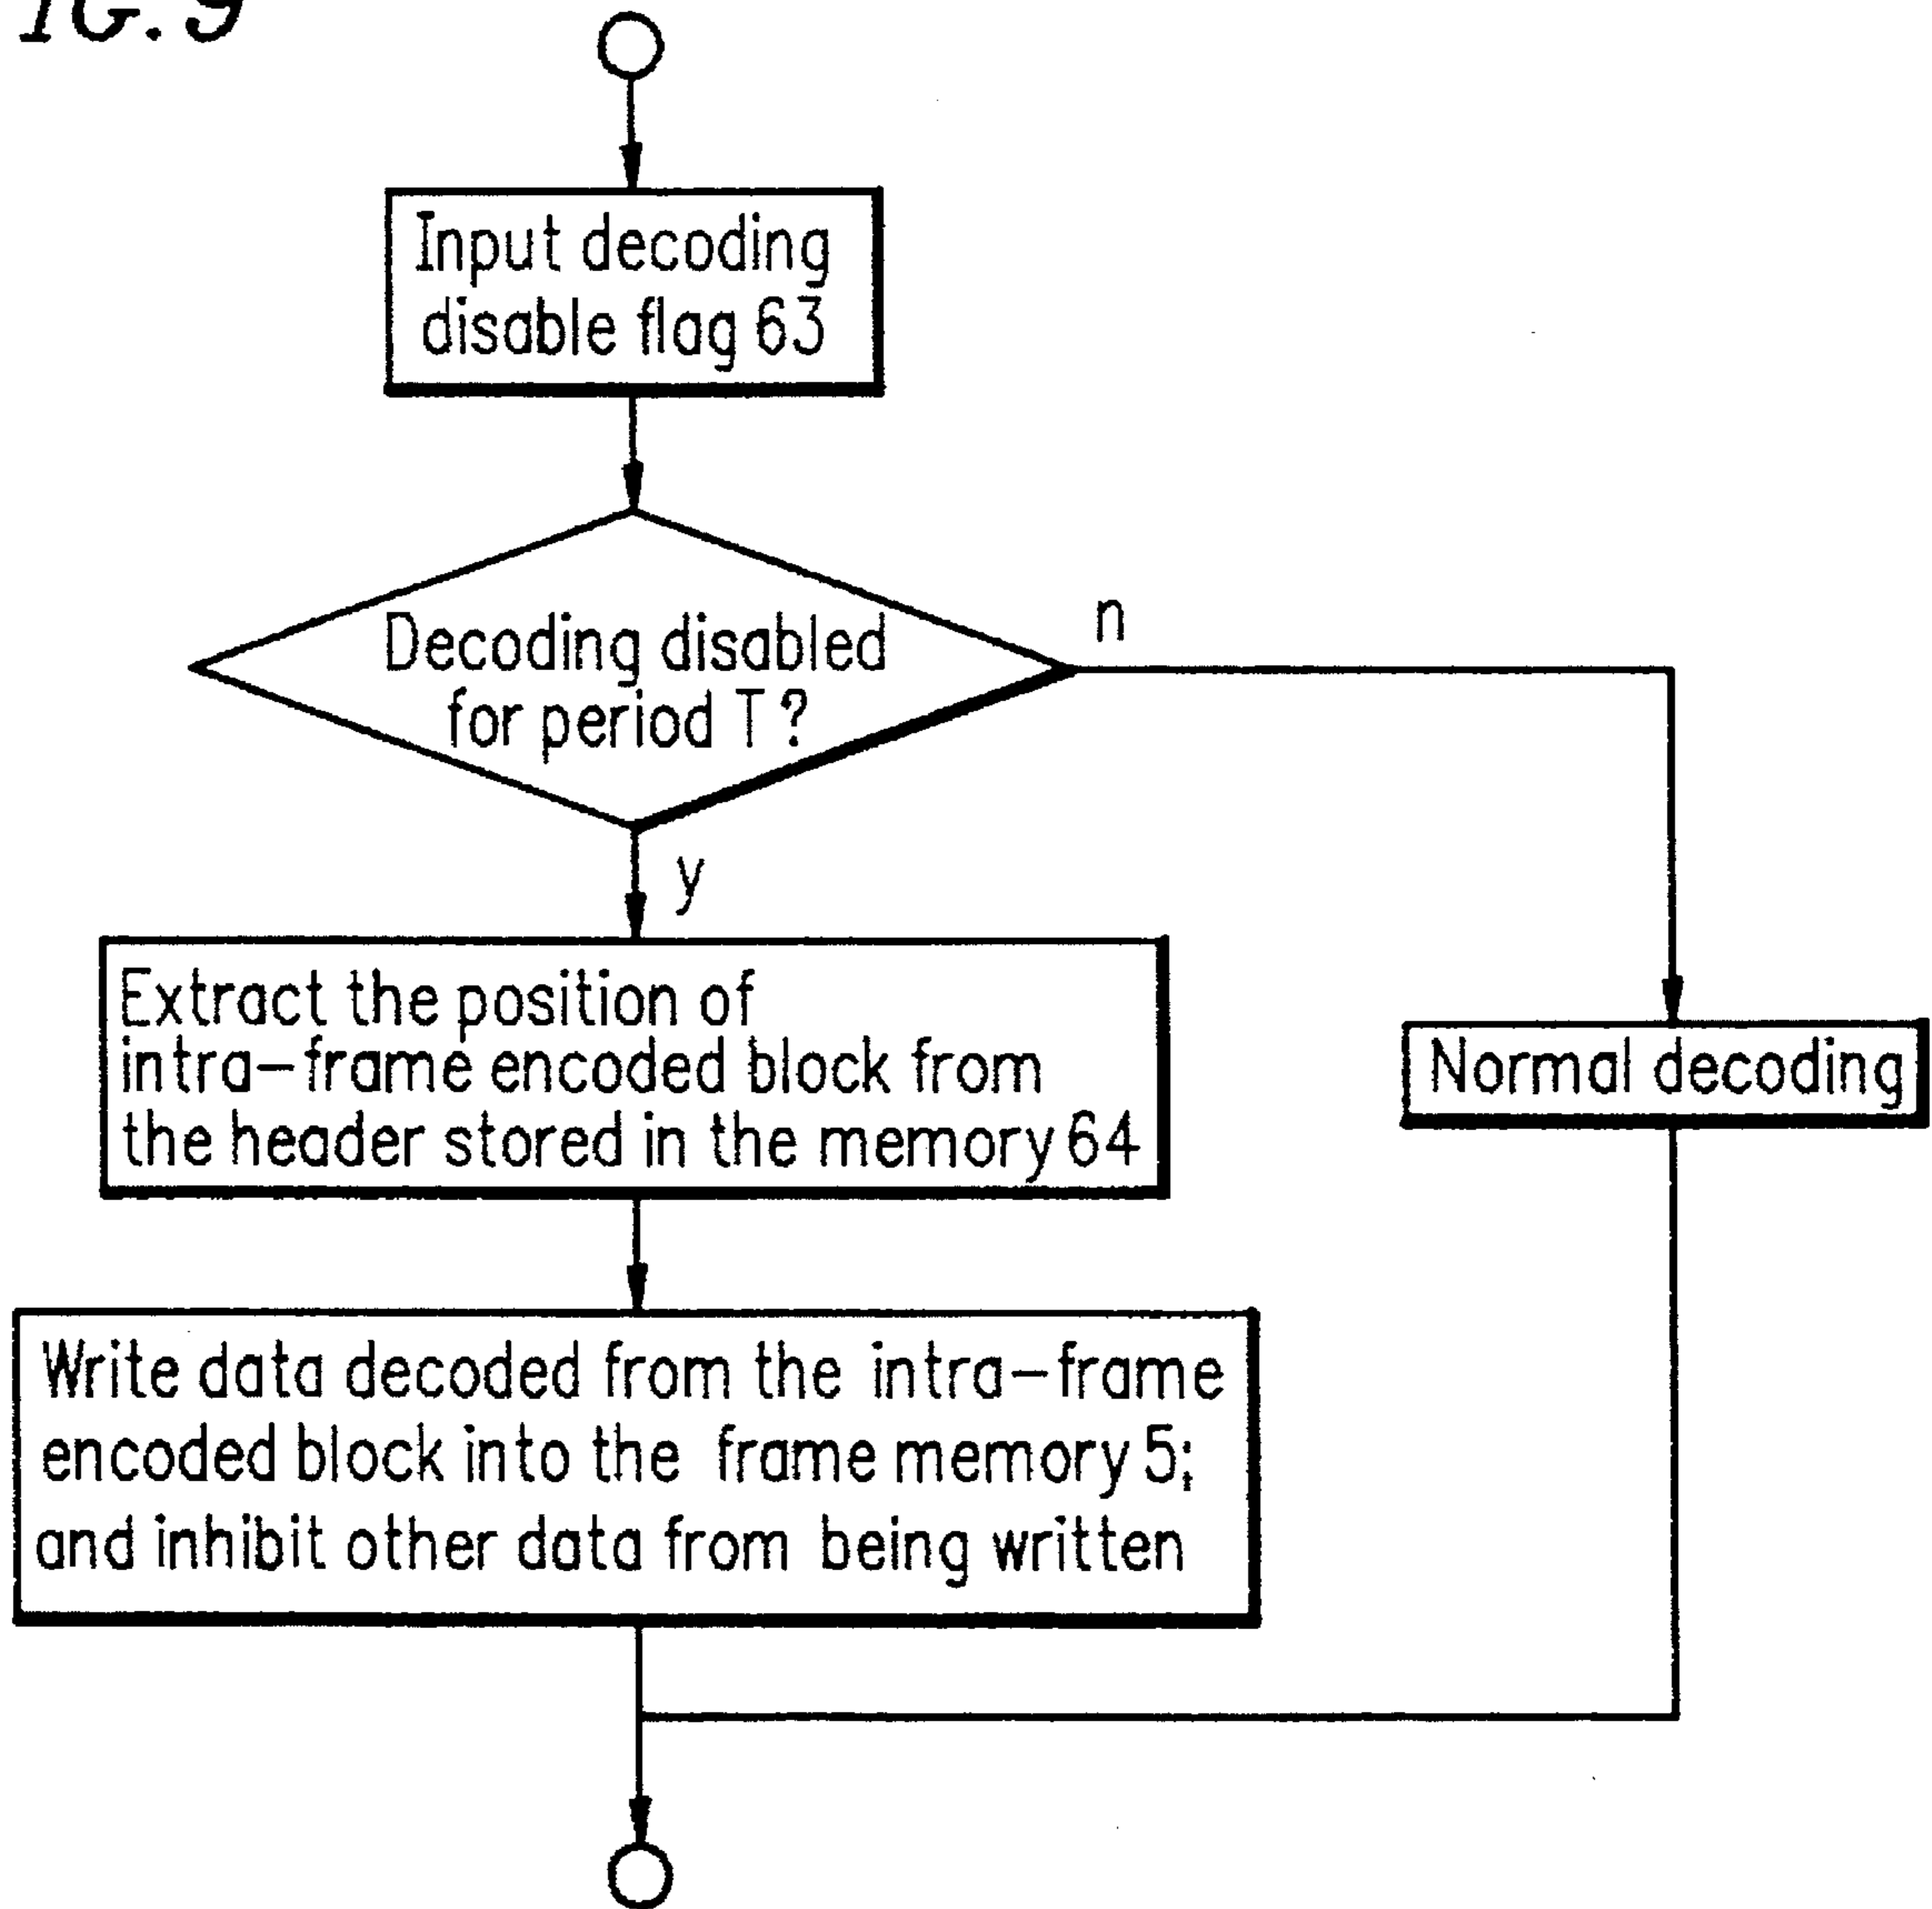 IG. 9
Input decoding
disable flag 63
Decoding disabled
for period T?
n
y
Extract the position of
intra-frame encoded block from
the header stored in the memory 64
Normal decoding
Write data decoded from the intra-frame
encoded block into the frame memory 5;
and inhibit other data from being written